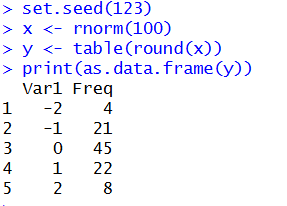 > set.seed(123)
> x <- rnorm(100)
> y <- table(round(x))
> print(as.data.frame(y))
  Var1 Freq
1   -2    4
2   -1   21
3    0   45
4    1   22
5    2    8